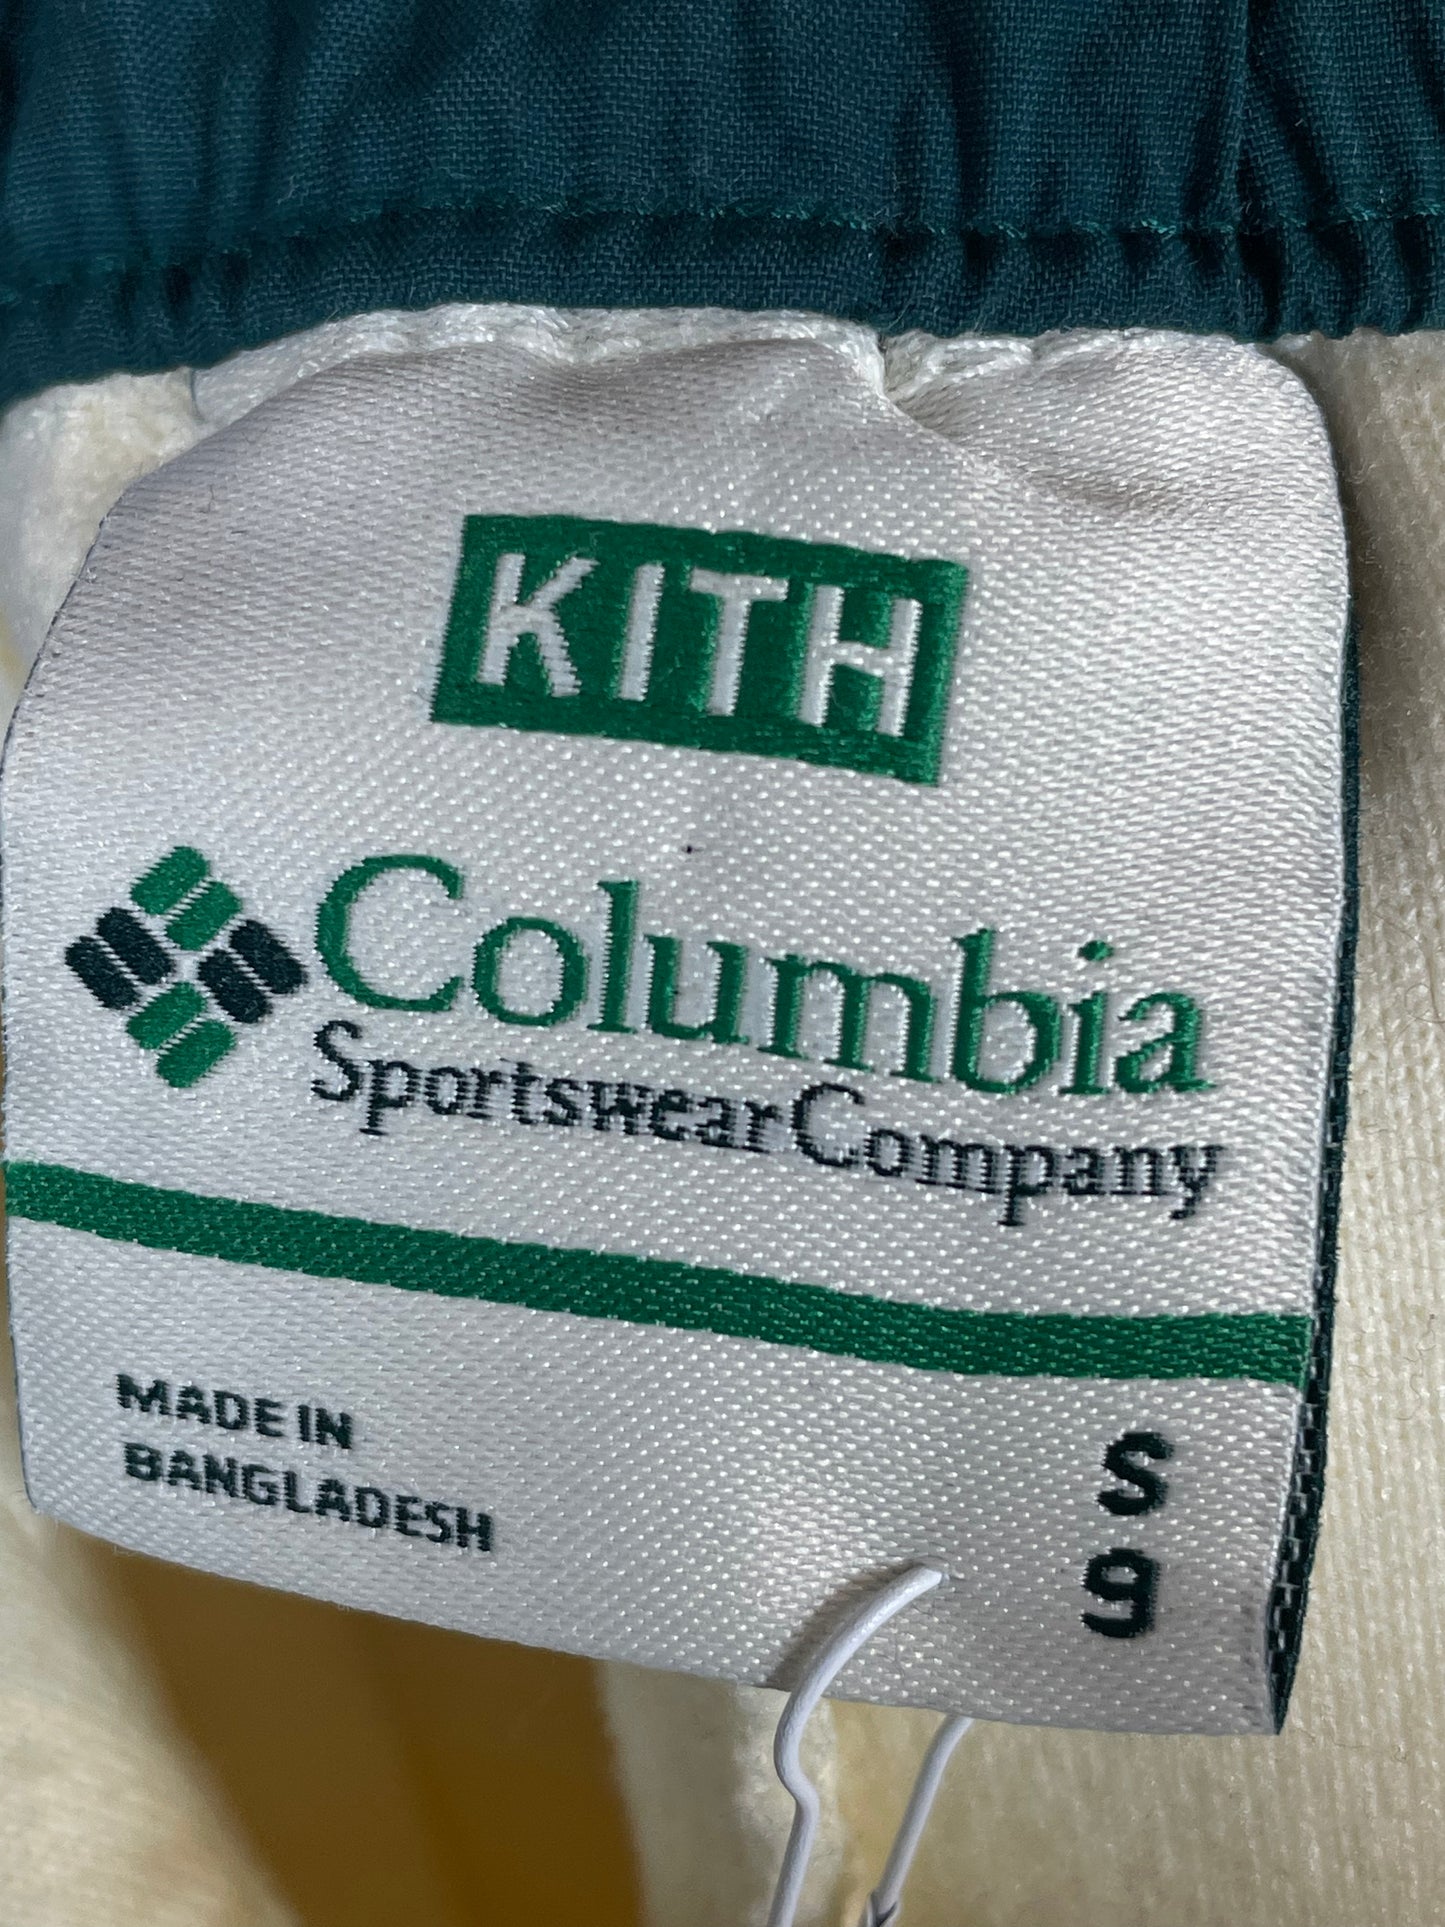 KITH
Columbia
Sportswear Company
MADE IN
BANGLADESH
S
9